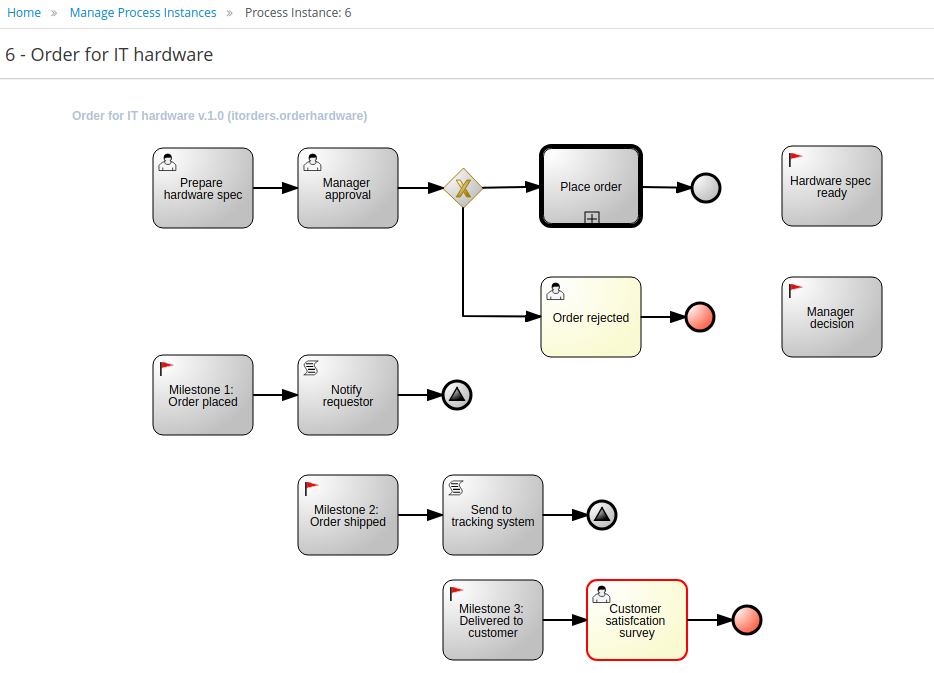 Home » Manage Process Instances » Process Instance: 6
6 - Order for IT hardware
Order for IT hardware v.1.0 (itorders.orderhardware)
Prepare
hardware spec
Manager
approval
X
Place order
Hardware spec
ready
Order rejected
Manager
decision
Milestone 1:
Order placed
Notify
requestor
Milestone 2:
Order shipped
Send to
tracking system
Milestone 3:
Delivered to
customer
Customer
satisfcation
survey